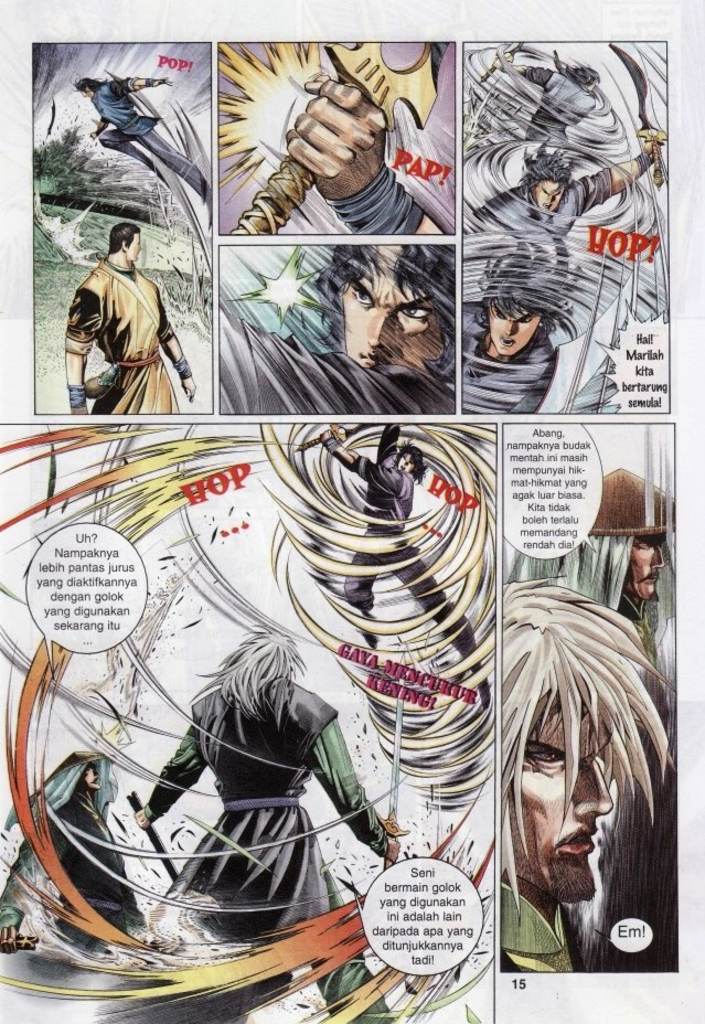 POP!
PAP!
HOP!
Hai!
Marilah
kita
bertarung
semula!
Uh?
Nampaknya
lebih pantas jurus
yang diaktifkannya
dengan golok
yang digunakan
sekarang itu
...
HOP
...
HOP
...
GAYA MENCUKUR
KENING!
Seni
bermain golok
yang digunakan
ini adalah lain
daripada apa yang
ditunjukkannya
tadi!
Abang,
nampaknya budak
mentah ini masih
mempunyai hik-
mat-hikmat yang
agak luar biasa.
Kita tidak
boleh terlalu
memandang
rendah dia!
Em!
15